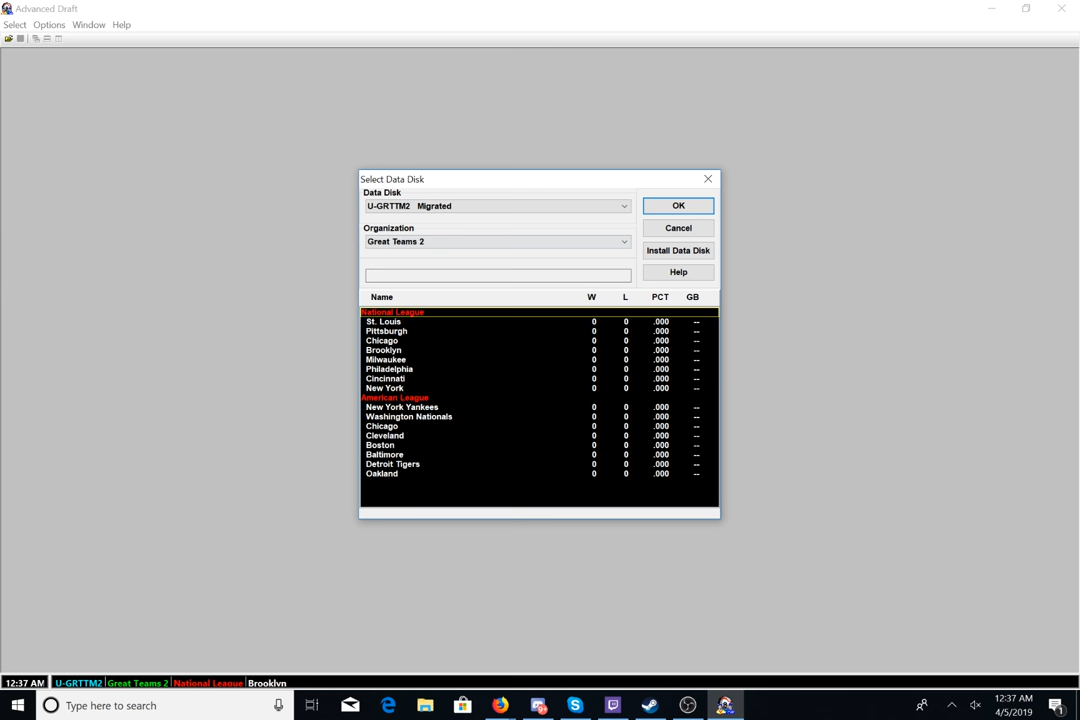 Advanced Draft
Select Options Window Help
Select Data Disk
Data Disk
U-GRTTM2 Migrated
OK
Organization
Cancel
Great Teams 2
Install Data Disk
Help
Name W L PCT GB
National League
St. Louis 0 0 .000 --
Pittsburgh 0 0 .000 --
Chicago 0 0 .000 --
Brooklyn 0 0 .000 --
Milwaukee 0 0 .000 --
Philadelphia 0 0 .000 --
Cincinnati 0 0 .000 --
New York 0 0 .000 --
American League
New York Yankees 0 0 .000 --
Washington Nationals 0 0 .000 --
Chicago 0 0 .000 --
Cleveland 0 0 .000 --
Boston 0 0 .000 --
Baltimore 0 0 .000 --
Detroit Tigers 0 0 .000 --
Oakland 0 0 .000 --
12:37 AM U-GRTTM2 Great Teams 2 National League Brooklyn
Type here to search
12:37 AM
4/5/2019
1